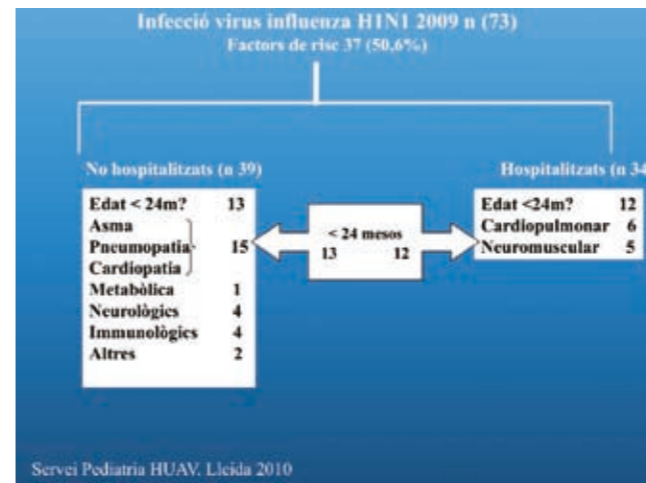 Infecció virus influenza H1N1 2009 n (73)
Factors de risc 37 (50,6%)
No hospitalitzats (n 39)
Edat < 24m? 13
Asma
Pneumopatia 15
Cardiopatia
Metabòlica 1
Neurològics 4
Immunològics 4
Altres 2
< 24 mesos
13 12
Hospitalitzats (n 34
Edat <24m? 12
Cardiopulmonar 6
Neuromuscular 5
Servei Pediatria HUAV. Lleida 2010